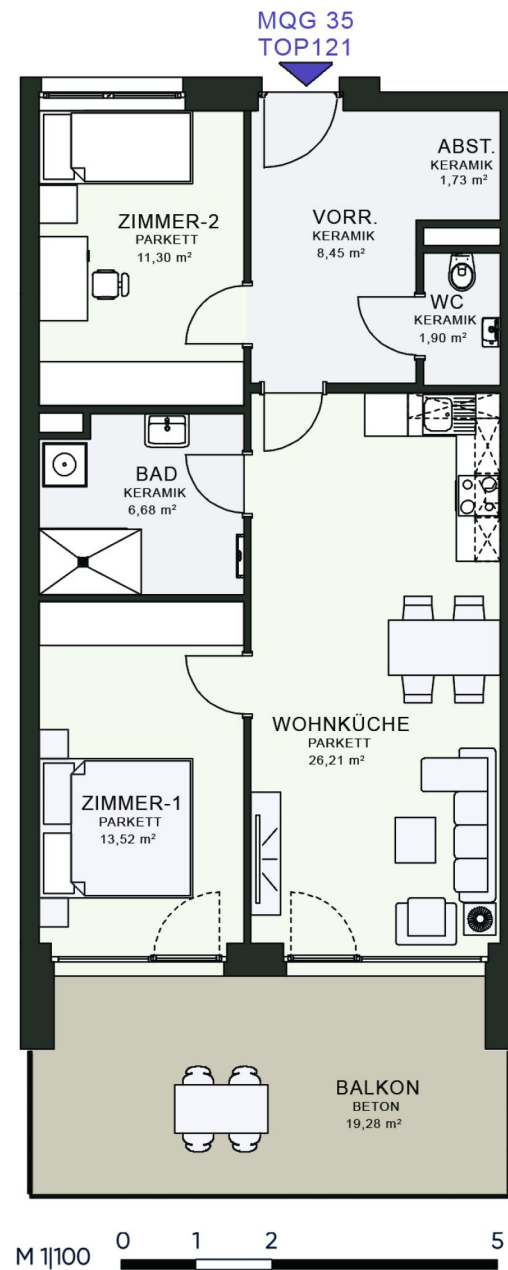 MQG 35
TOP121
ABST.
KERAMIK
1,73 m²
ZIMMER-2
PARKETT
11,30 m²
VORR.
KERAMIK
8,45 m²
WC
KERAMIK
1,90 m²
BAD
KERAMIK
6,68 m²
WOHNKÜCHE
PARKETT
26,21 m²
ZIMMER-1
PARKETT
13,52 m²
BALKON
BETON
19,28 m²
M 1|100 0 1 2 5